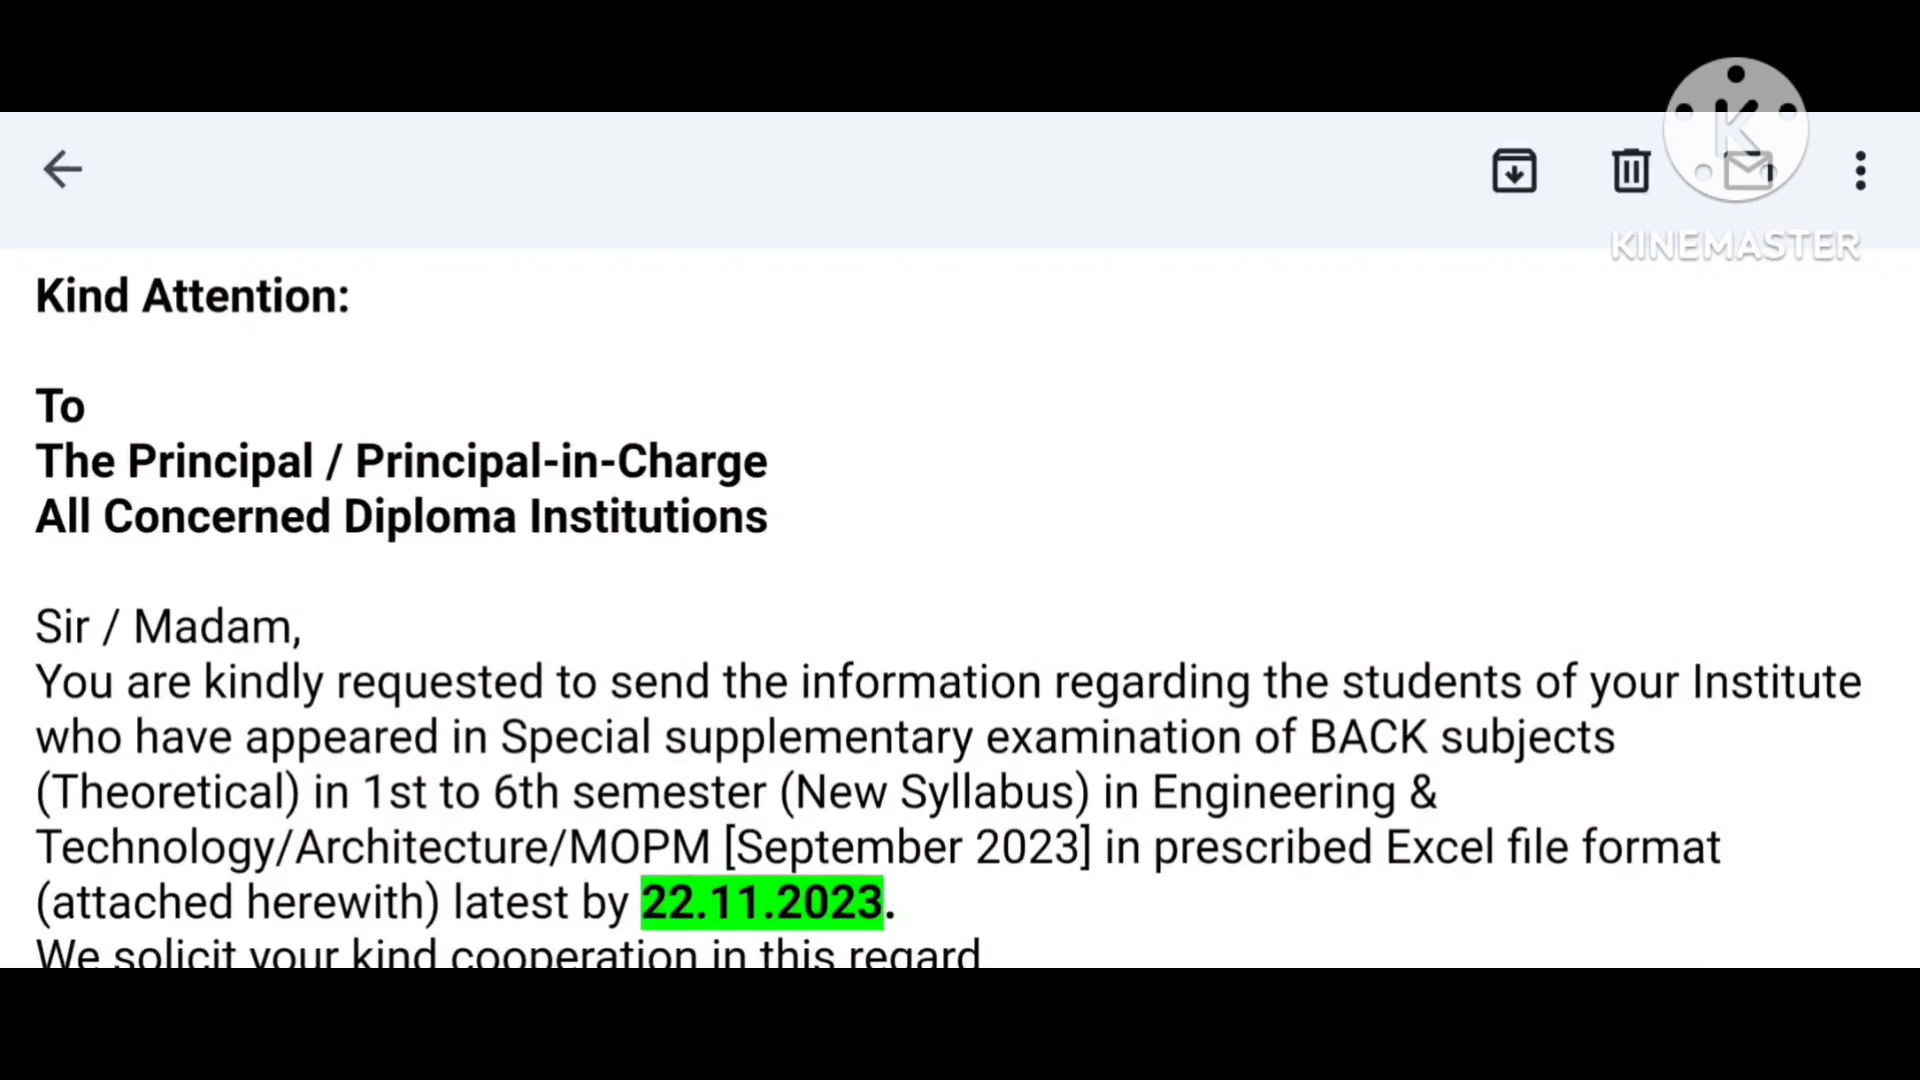 K
KINEMASTER
Kind Attention:
To
The Principal / Principal-in-Charge
All Concerned Diploma Institutions
Sir / Madam,
You are kindly requested to send the information regarding the students of your Institute
who have appeared in Special supplementary examination of BACK subjects
(Theoretical) in 1st to 6th semester (New Syllabus) in Engineering &
Technology/Architecture/MOPM [September 2023] in prescribed Excel file format
(attached herewith) latest by 22.11.2023.
We solicit your kind cooperation in this regard